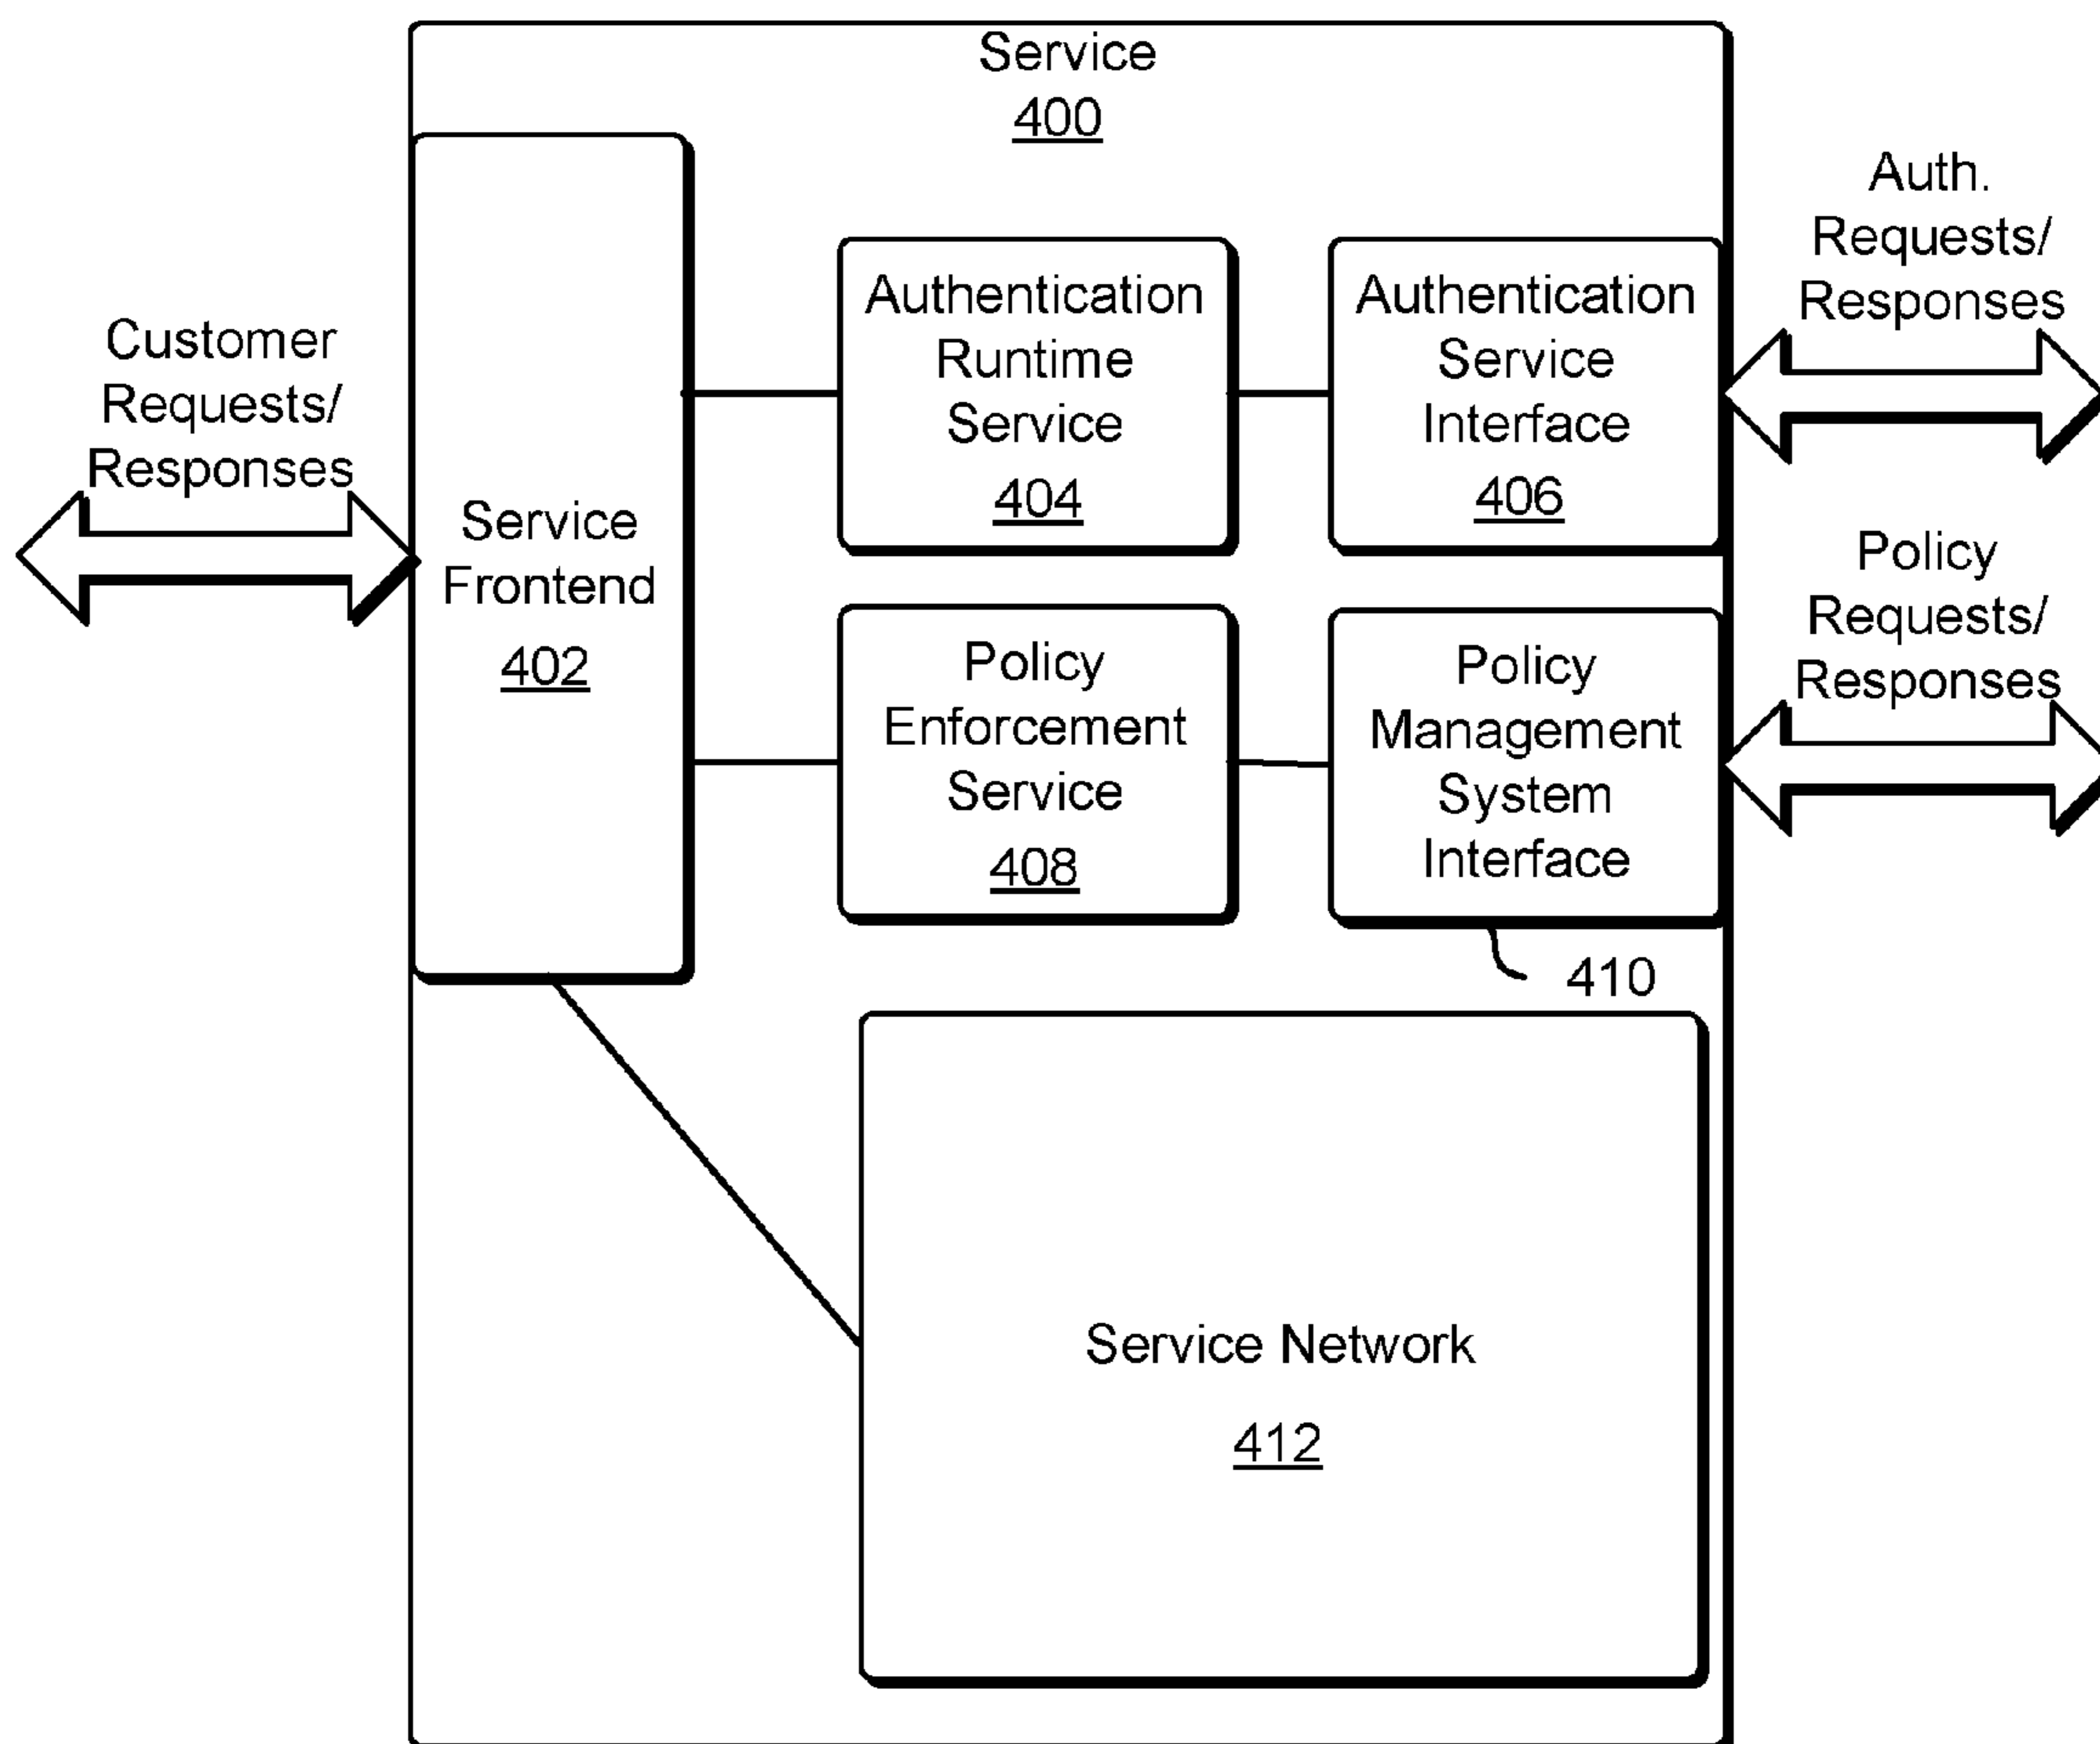 Service
400
Customer
Requests/
Responses
Service
Frontend
402
Authentication
Runtime
Service
404
Authentication
Service
Interface
406
Auth.
Requests/
Responses
Policy
Enforcement
Service
408
Policy
Management
System
Interface
410
Policy
Requests/
Responses
Service Network
412